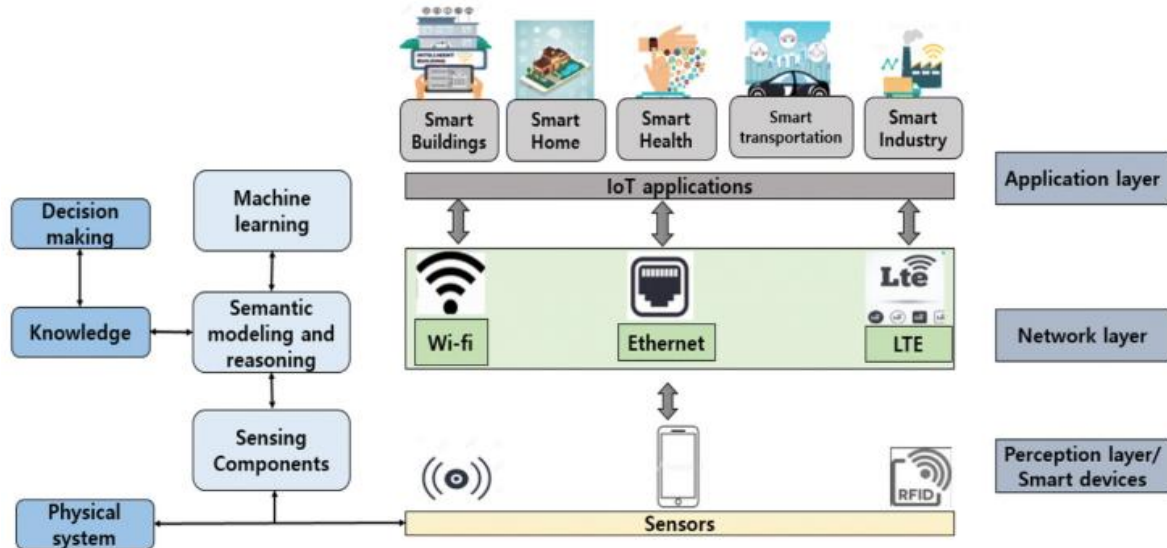 INTELLIGENT
BUILDING
Smart
Buildings
Smart
Home
Smart
Health
Smart
transportation
Smart
Industry
IoT applications
Application layer
Machine
learning
Decision
making
Semantic
modeling and
reasoning
Knowledge
Lte
Wi-fi
Ethernet
LTE
Network layer
Sensing
Components
RFID
Perception layer/
Smart devices
Physical
system
Sensors